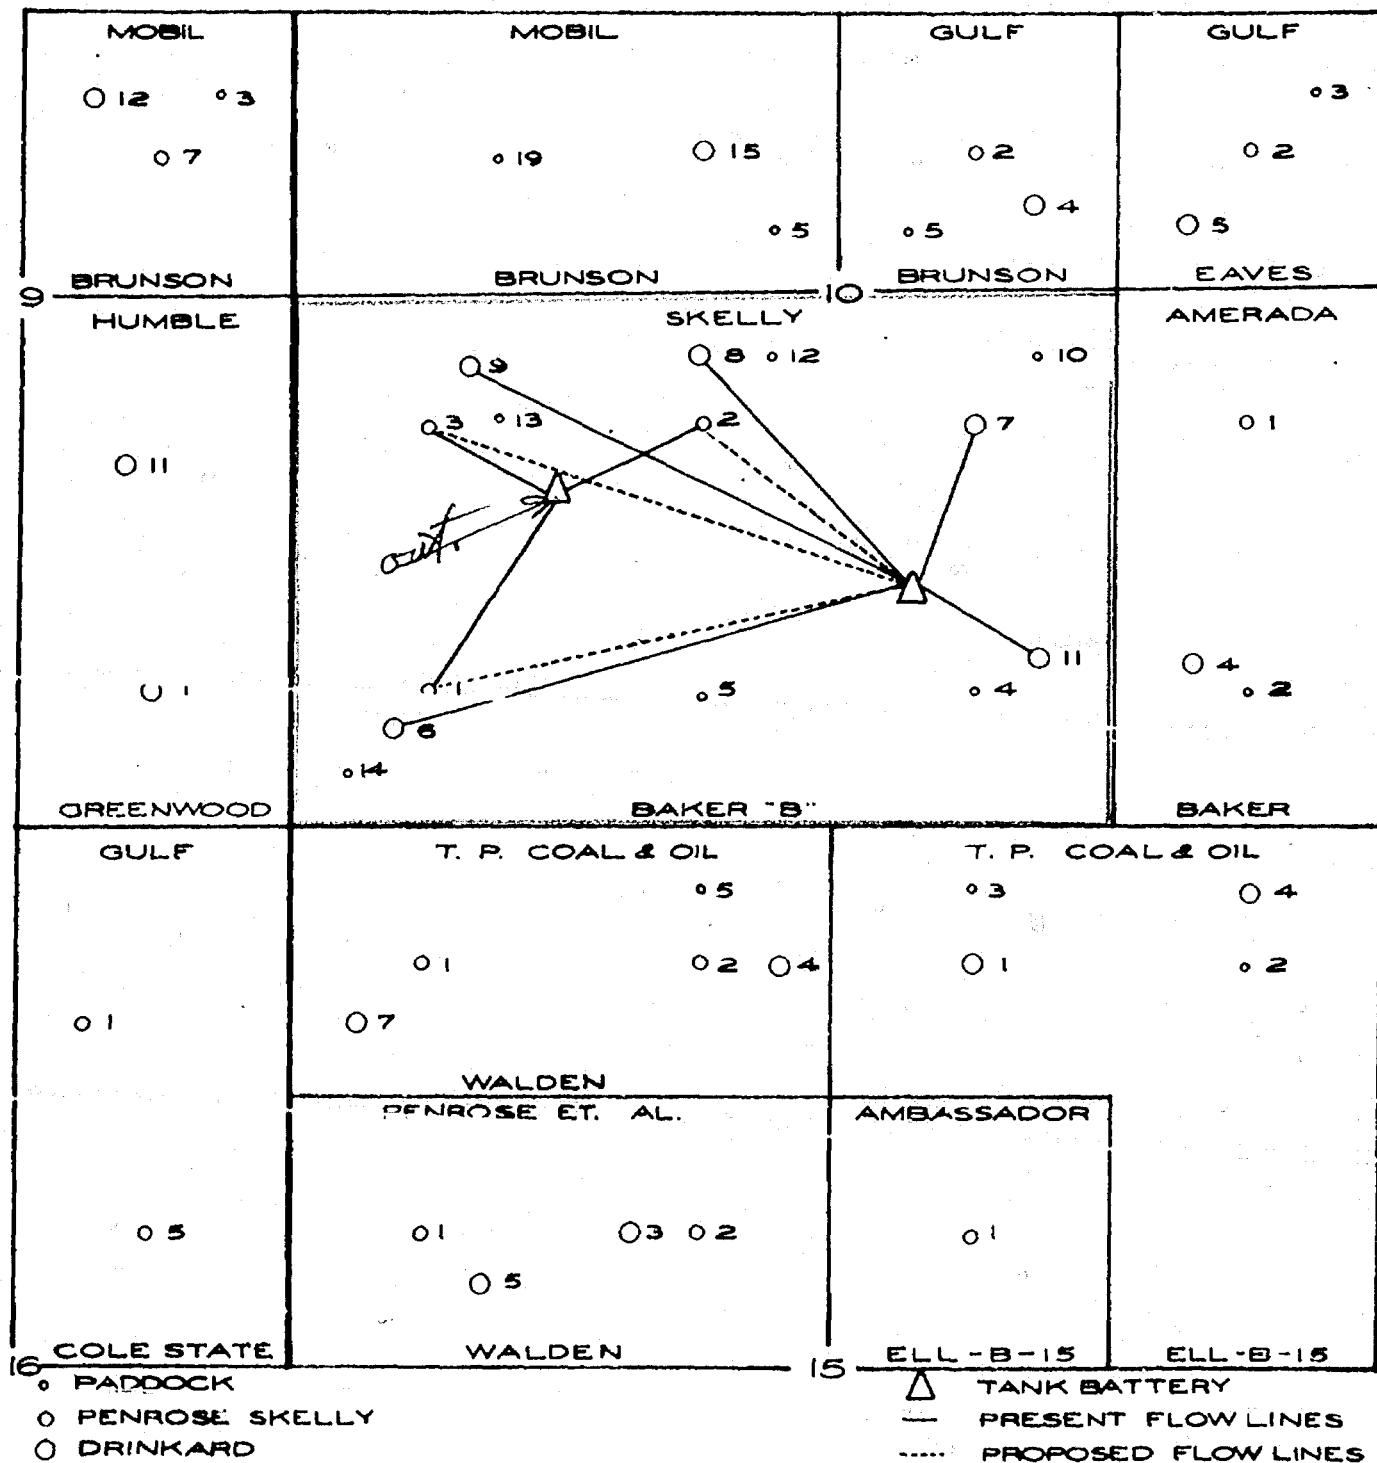 MOBIL MOBIL GULF GULF
12 3 3
7 19 15 2 2
4
5 5 5
BRUNSON BRUNSON BRUNSON EAVES
9 10
HUMBLE SKELLY AMERADA
9 8 12 10
3 13 2 7 1
11
out.
11 4
1 1 5 4 2
6
14
GREENWOOD BAKER "B" BAKER
GULF T. P. COAL & OIL T. P. COAL & OIL
5 3 4
1 2 4 1 2
1 7
WALDEN
PENROSE ET. AL. AMBASSADOR
5 1 3 2 1
5
COLE STATE WALDEN ELL-B-15 ELL-B-15
16 15
PADDOCK TANK BATTERY
PENROSE SKELLY PRESENT FLOW LINES
DRINKARD PROPOSED FLOW LINES